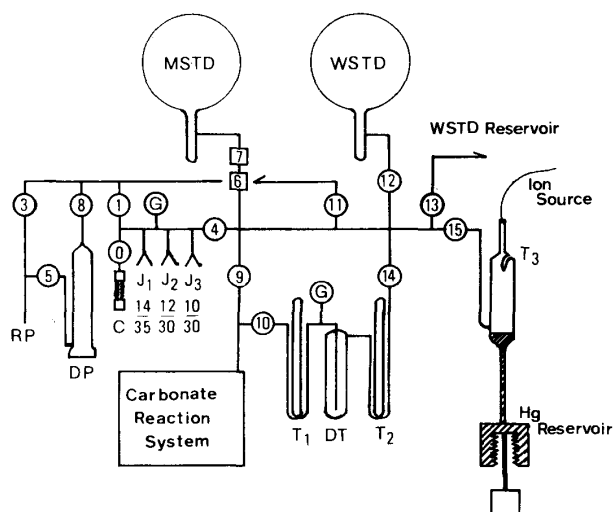 MSTD
WSTD
WSTD Reservoir
Ion
Source
7
6
12
3
8
1
G
4
11
13
15
T3
0
5
J1
J2
J3
9
14
C
14
35
12
30
10
30
10
G
RP
DP
Carbonate
Reaction
System
T1
DT
T2
Hg
Reservoir